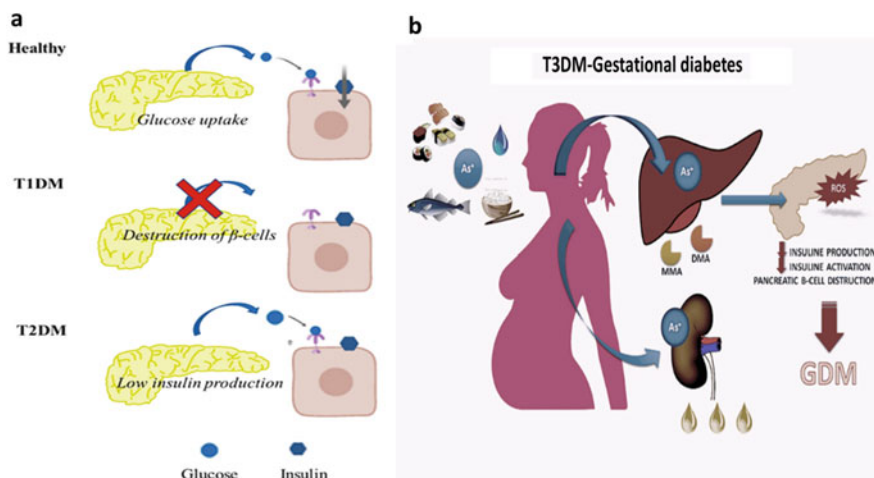 a
Healthy
Glucose uptake
T1DM
Destruction of β-cells
T2DM
Low insulin production
Glucose
Insulin
b
T3DM-Gestational diabetes
As*
As*
ROS
MMA
DMA
INSULINE PRODUCTION
INSULINE ACTIVATION
PANCREATIC B-CELL DISTRUCTION
As*
GDM